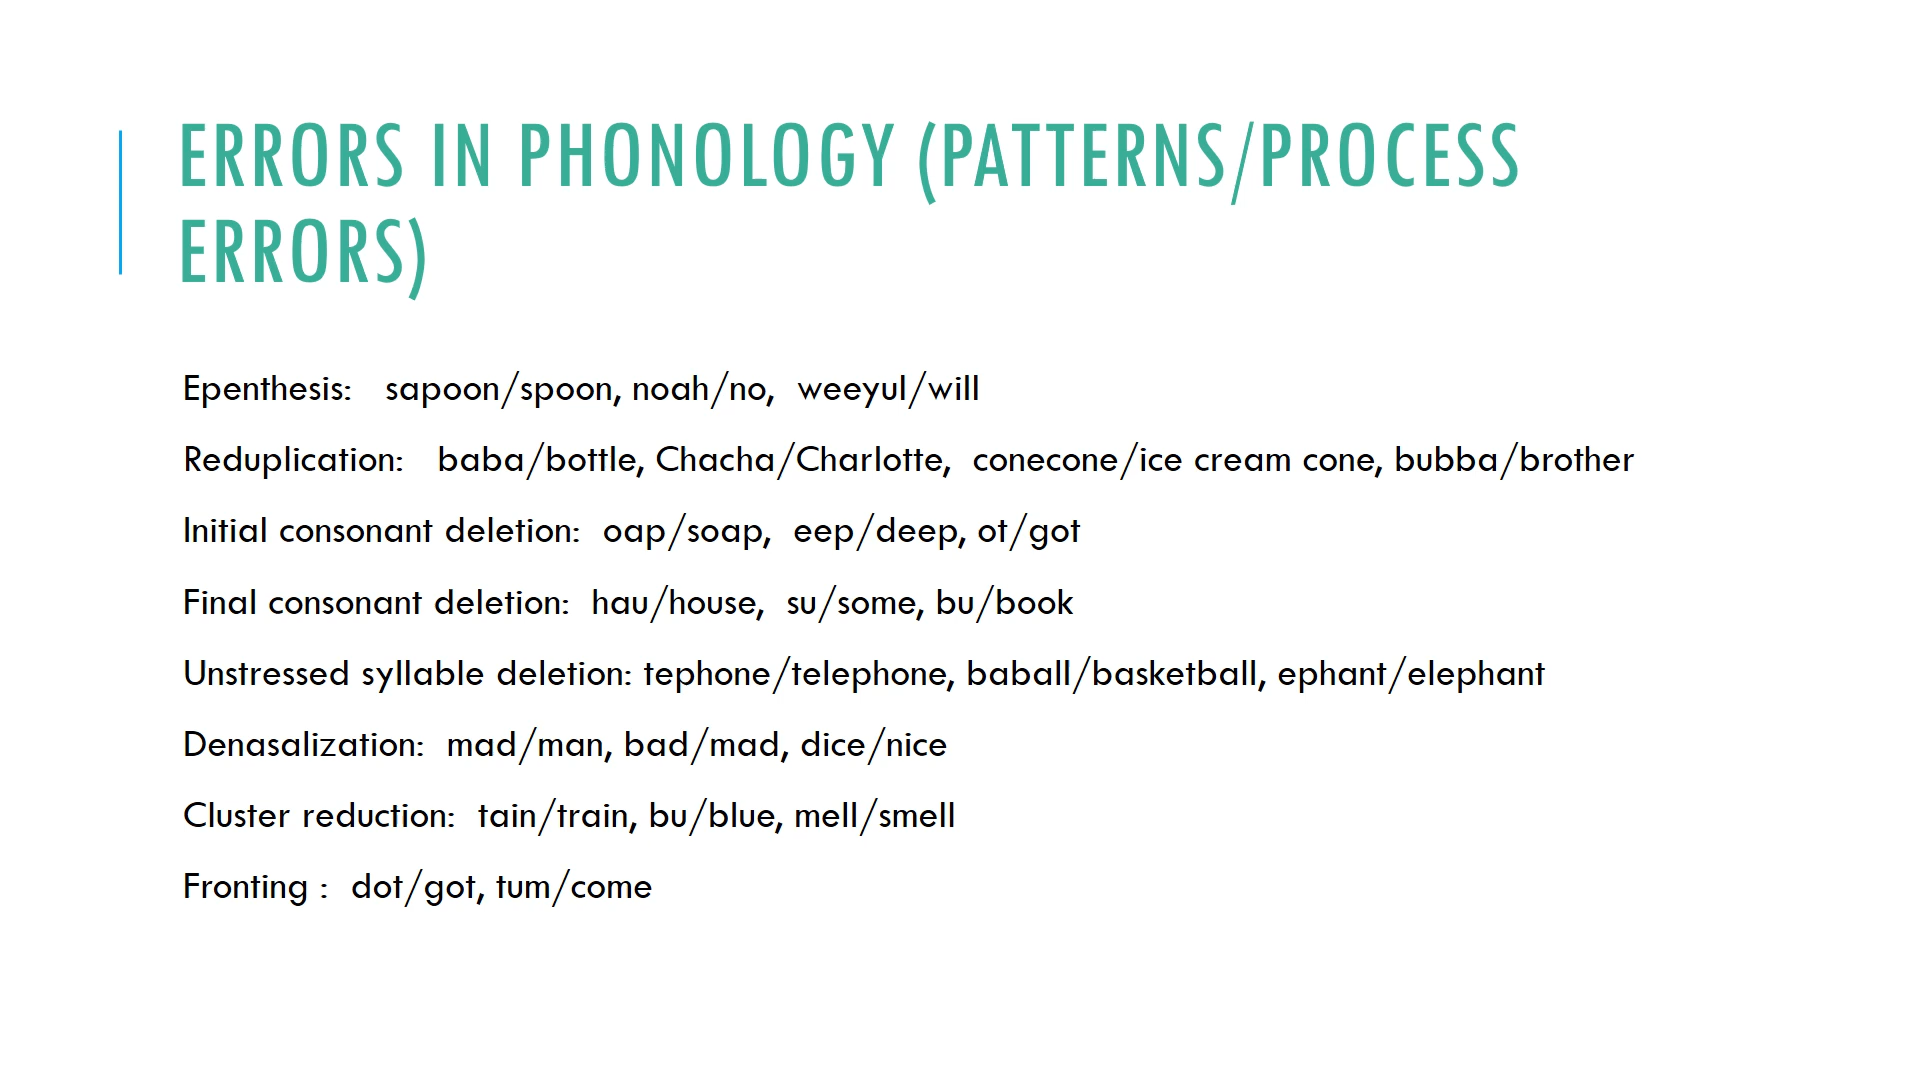 ERRORS IN PHONOLOGY (PATTERNS/PROCESS
ERRORS)
Epenthesis:   sapoon/spoon, noah/no,  weeyul/will
Reduplication:   baba/bottle, Chacha/Charlotte,  conecone/ice cream cone, bubba/brother
Initial consonant deletion:  oap/soap,  eep/deep, ot/got
Final consonant deletion:  hau/house,  su/some, bu/book
Unstressed syllable deletion: tephone/telephone, baball/basketball, ephant/elephant
Denasalization:  mad/man, bad/mad, dice/nice
Cluster reduction:  tain/train, bu/blue, mell/smell
Fronting :  dot/got, tum/come